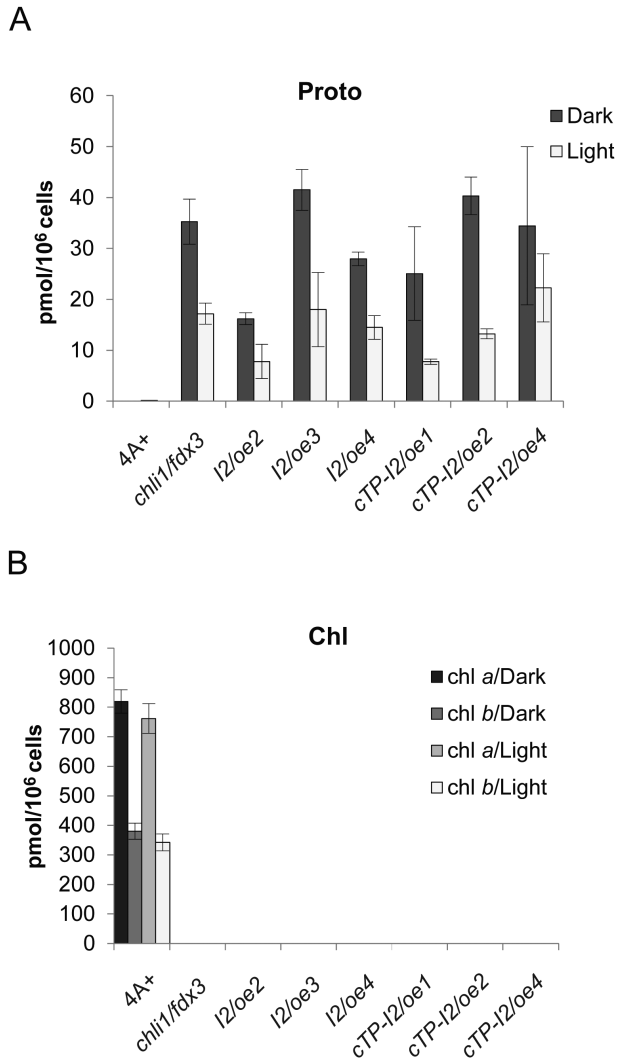 A
Proto
60
50
40
30
20
10
0
pmol/10⁶ cells
Dark
Light
4A+
chli1/fdx3
I2/oe2
I2/oe3
I2/oe4
cTP-I2/oe1
cTP-I2/oe2
cTP-I2/oe4
B
Chl
1000
900
800
700
600
500
400
300
200
100
0
pmol/10⁶ cells
chl a/Dark
chl b/Dark
chl a/Light
chl b/Light
4A+
chli1/fdx3
I2/oe2
I2/oe3
I2/oe4
cTP-I2/oe1
cTP-I2/oe2
cTP-I2/oe4